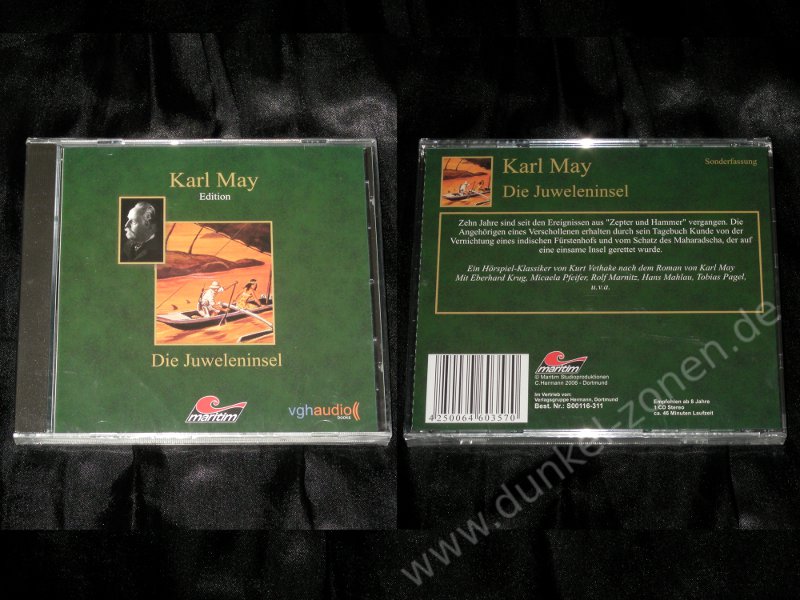 Karl May
Edition
Die Juweleninsel
maritim
vghaudio
books
Karl May
Die Juweleninsel
Sonderfassung
Zehn Jahre sind seit den Ereignissen aus "Zepter und Hammer" vergangen. Die
Angehörigen eines Verschollenen erhalten durch sein Tagebuch Kunde von der
Vernichtung eines indischen Fürstenhofs und vom Schatz des Maharadscha, der auf
eine einsame Insel gerettet wurde.
Ein Hörspiel-Klassiker von Kurt Vethake nach dem Roman von Karl May
Mit Eberhard Krug, Micaela Pfeifer, Rolf Marnitz, Hans Mahlau, Tobias Pagel,
u.v.a.
4250064603570
maritim
© Maritim Studioproduktionen
C.Hermann 2006 - Dortmund
Im Vertrieb von:
Verlagsgruppe Hermann, Dortmund
Best. Nr.: S00116-311
Empfohlen ab 8 Jahre
1 CD Stereo
ca. 46 Minuten Laufzeit
www.dunkel-zonen.de